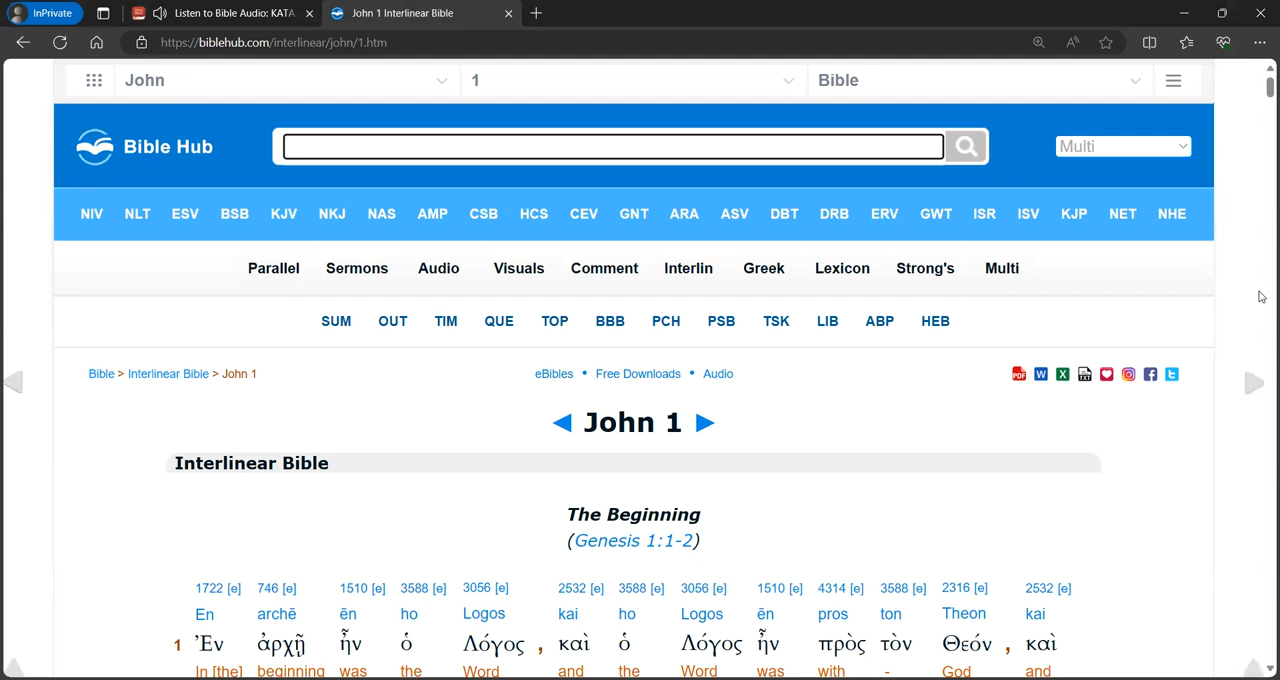 InPrivate Listen to Bible Audio: KATA John 1 Interlinear Bible
https://biblehub.com/interlinear/john/1.htm
John 1 Bible
Bible Hub Multi
NIV NLT ESV BSB KJV NKJ NAS AMP CSB HCS CEV GNT ARA ASV DBT DRB ERV GWT ISR ISV KJP NET NHE
Parallel Sermons Audio Visuals Comment Interlin Greek Lexicon Strong's Multi
SUM OUT TIM QUE TOP BBB PCH PSB TSK LIB ABP HEB
Bible > Interlinear Bible > John 1 eBibles • Free Downloads • Audio
◄ John 1 ►
Interlinear Bible
The Beginning
(Genesis 1:1-2)
1722 [e] 746 [e] 1510 [e] 3588 [e] 3056 [e] 2532 [e] 3588 [e] 3056 [e] 1510 [e] 4314 [e] 3588 [e] 2316 [e] 2532 [e]
En archē ēn ho Logos kai ho Logos ēn pros ton Theon kai
1 Ἐν ἀρχῇ ἦν ὁ Λόγος , καὶ ὁ Λόγος ἦν πρὸς τὸν Θεόν , καὶ
In [the] beginning was the Word and the Word was with - God and